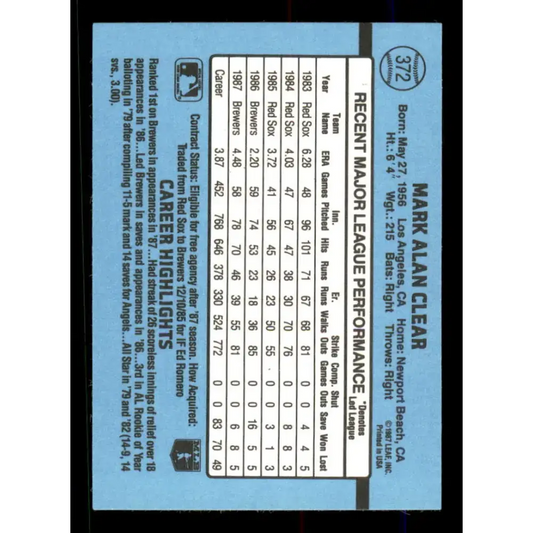 372
MARK ALAN CLEAR
Born: May 27, 1956 Los Angeles, CA Home: Newport Beach, CA
Ht.: 6' 4" Wgt.: 215 Bats: Right Throws: Right
© 1987 LEAF, INC.
Printed in USA
RECENT MAJOR LEAGUE PERFORMANCE *Denotes Led League
Team Inn. Er. Strike Comp. Shut
Year Name ERA Games Pitched Hits Runs Runs Walks Outs Games Outs Save Won Lost
1983 Red Sox 6.28 48 96 101 71 67 68 81 0 0 4 4 5
1984 Red Sox 4.03 47 67 47 38 30 70 76 0 0 8 8 3
1985 Red Sox 3.72 41 56 45 26 23 50 55 0 0 3 1 3
1986 Brewers 2.20 59 74 53 23 18 36 85 0 0 16 5 5
1987 Brewers 4.48 58 78 70 46 39 55 81 0 0 6 8 5
Career 3.87 452 768 646 378 330 524 772 0 0 83 70 49
Contract Status: Eligible for free agency after '87 season. How Acquired:
Traded from Red Sox to Brewers 12/10/85 for IF Ed Romero
CAREER HIGHLIGHTS
Ranked 1st on Brewers in appearances in '87...Had streak of 26 scoreless innings of relief over 18
appearances in '86...Led Brewers in saves and appearances in '86...3rd in AL Rookie of Year
balloting in '79 after compiling 11-5 mark and 14 saves for Angels...All Star in '79 and '82 (14-9, 14
svs., 3.00).